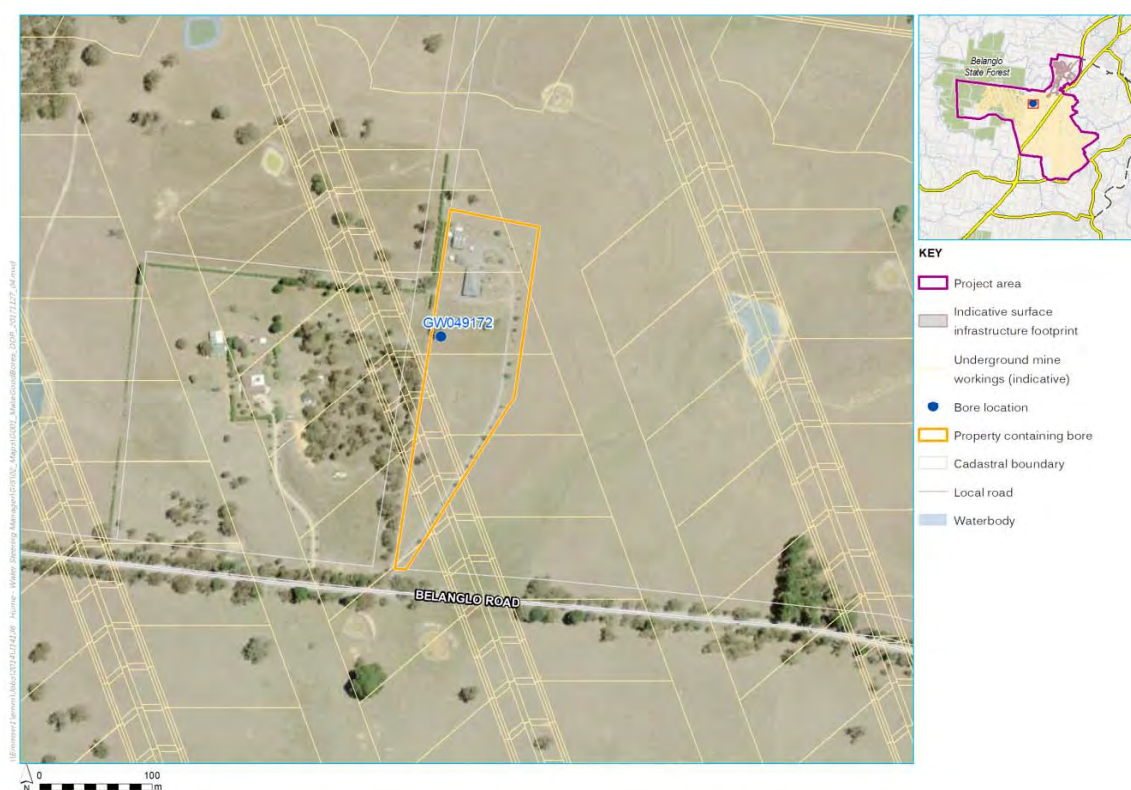 GW049172
BELANGLO ROAD
Belanglo
State Forest
KEY
Project area
Indicative surface
infrastructure footprint
Underground mine
workings (indicative)
Bore location
Property containing bore
Cadastral boundary
Local road
Waterbody
0 100
m
N